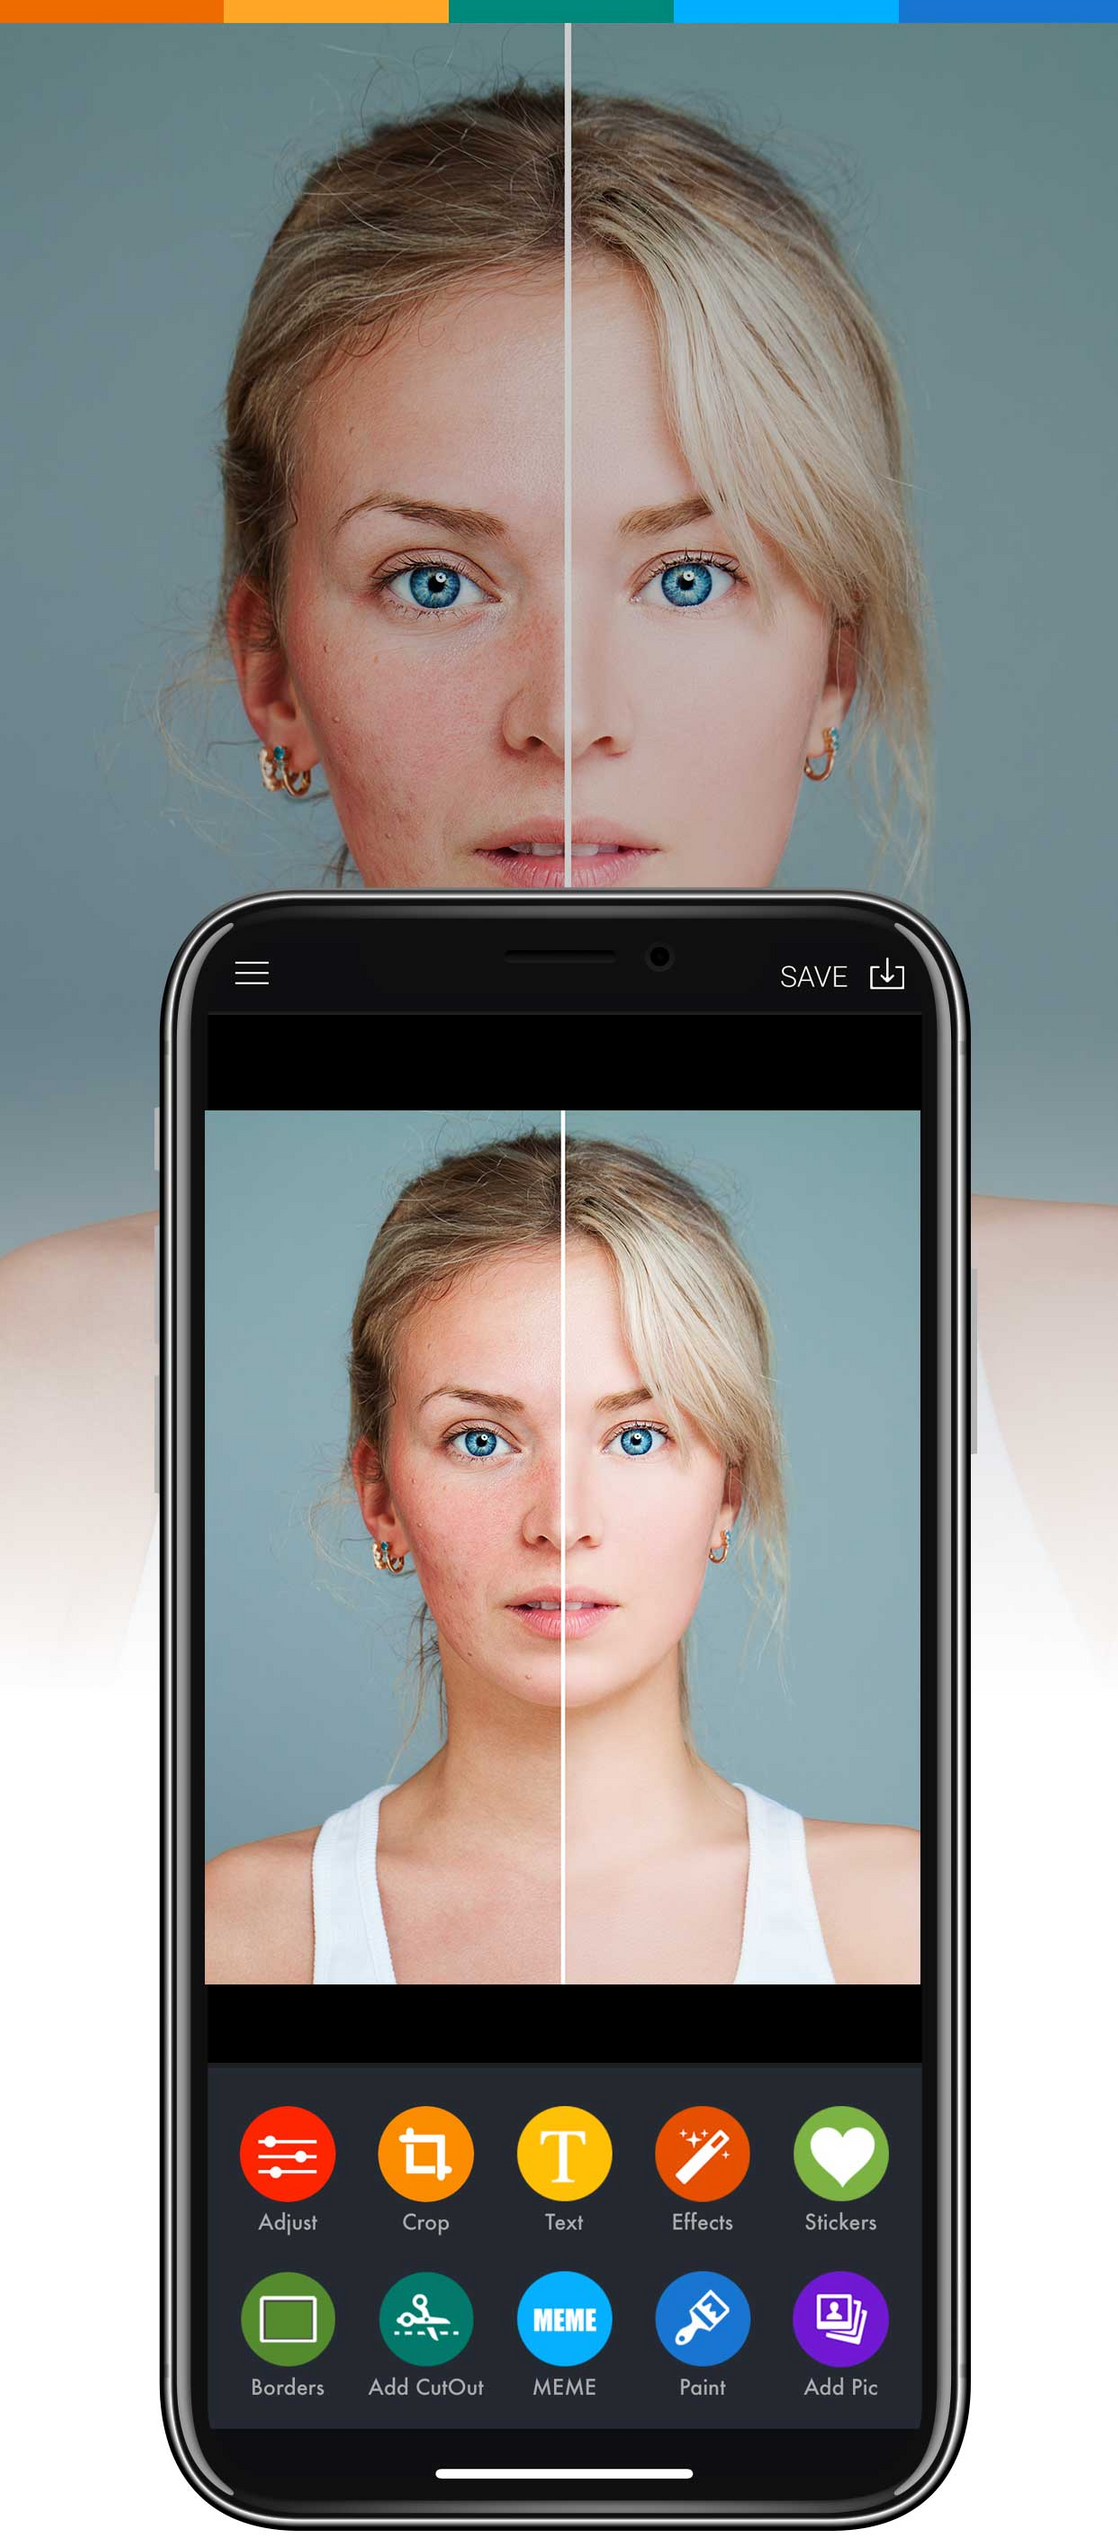 SAVE
T
Adjust Crop Text Effects Stickers
MEME
Borders Add CutOut MEME Paint Add Pic